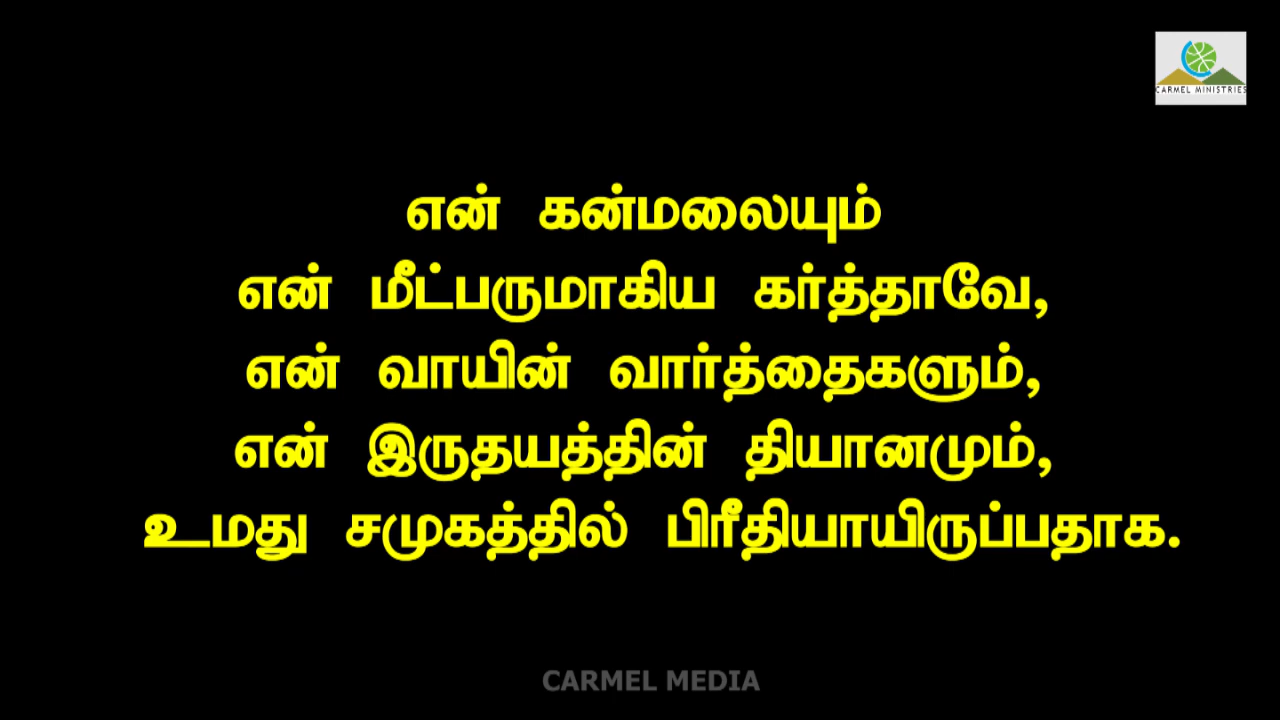 CARMEL MINISTRIES
என் கன்மலையும்
என் மீட்பருமாகிய கர்த்தாவே,
என் வாயின் வார்த்தைகளும்,
என் இருதயத்தின் தியானமும்,
உமது சமுகத்தில் பிரீதியாயிருப்பதாக.
CARMEL MEDIA